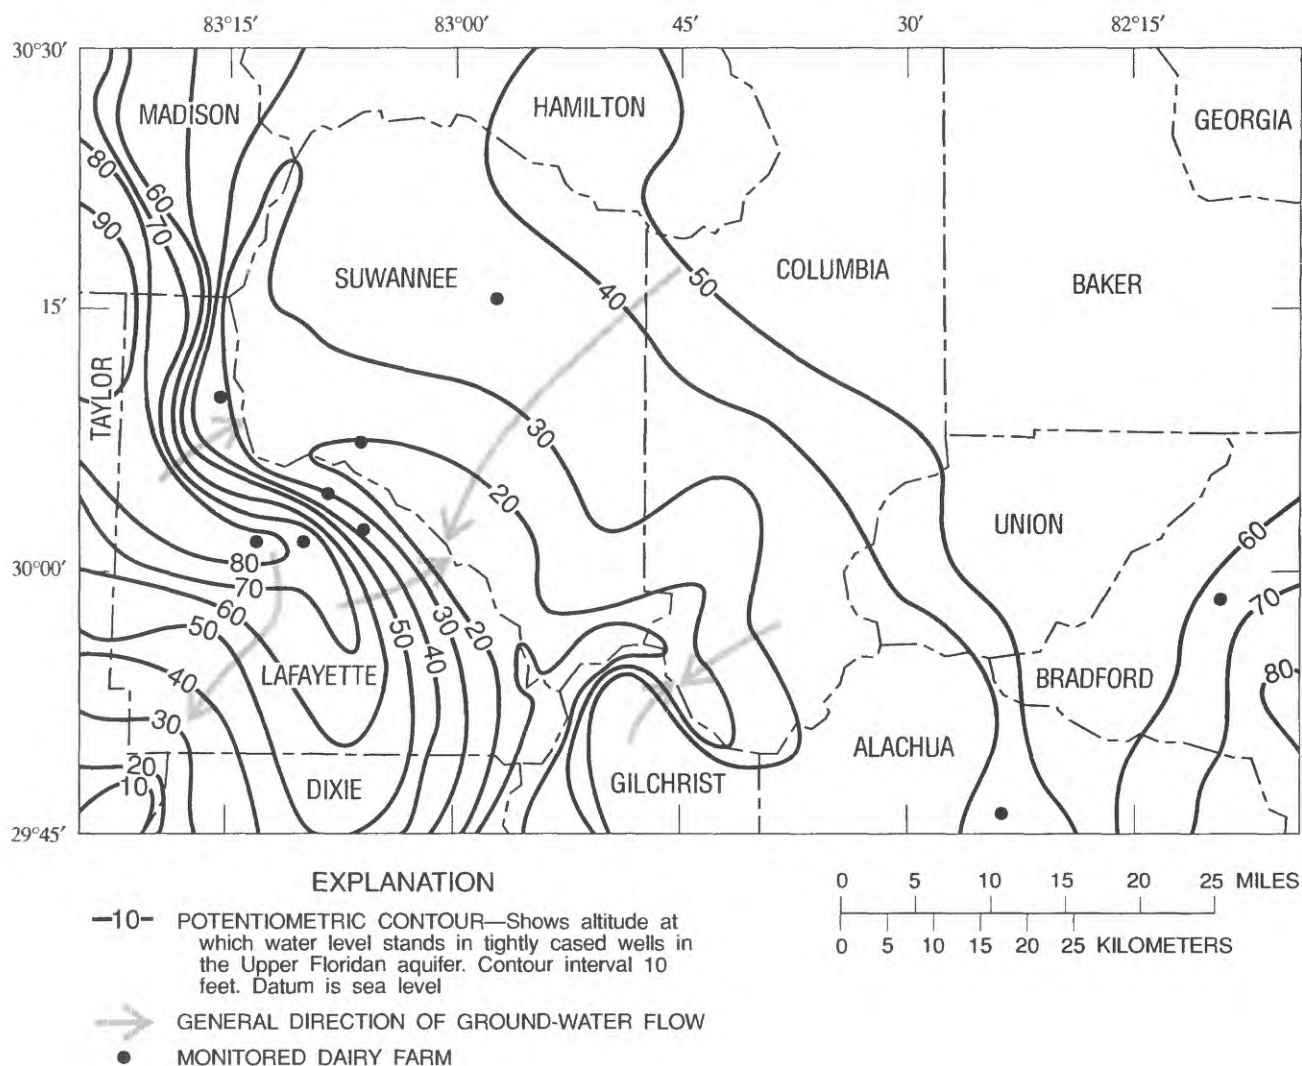 83°15′ 83°00′ 45′ 30′ 82°15′
30°30′
MADISON
HAMILTON
GEORGIA
80
60
70
90
SUWANNEE
COLUMBIA
BAKER
50
40
15′
TAYLOR
30
20
UNION
60
30°00′
80
70
70
60
50
30
20
50
40
LAFAYETTE
BRADFORD
80
40
30
ALACHUA
20
10
DIXIE
GILCHRIST
29°45′
EXPLANATION
10
POTENTIOMETRIC CONTOUR—Shows altitude at
which water level stands in tightly cased wells in
the Upper Floridan aquifer. Contour interval 10
feet. Datum is sea level
GENERAL DIRECTION OF GROUND-WATER FLOW
MONITORED DAIRY FARM
0 5 10 15 20 25 MILES
0 5 10 15 20 25 KILOMETERS